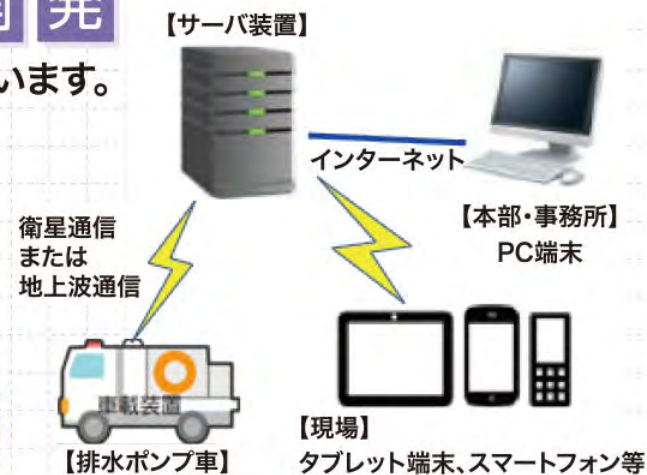 発
います。
【サーバ装置】
インターネット
【本部・事務所】
PC端末
衛星通信
または
地上波通信
車載装置
【排水ポンプ車】
【現場】
タブレット端末、スマートフォン等